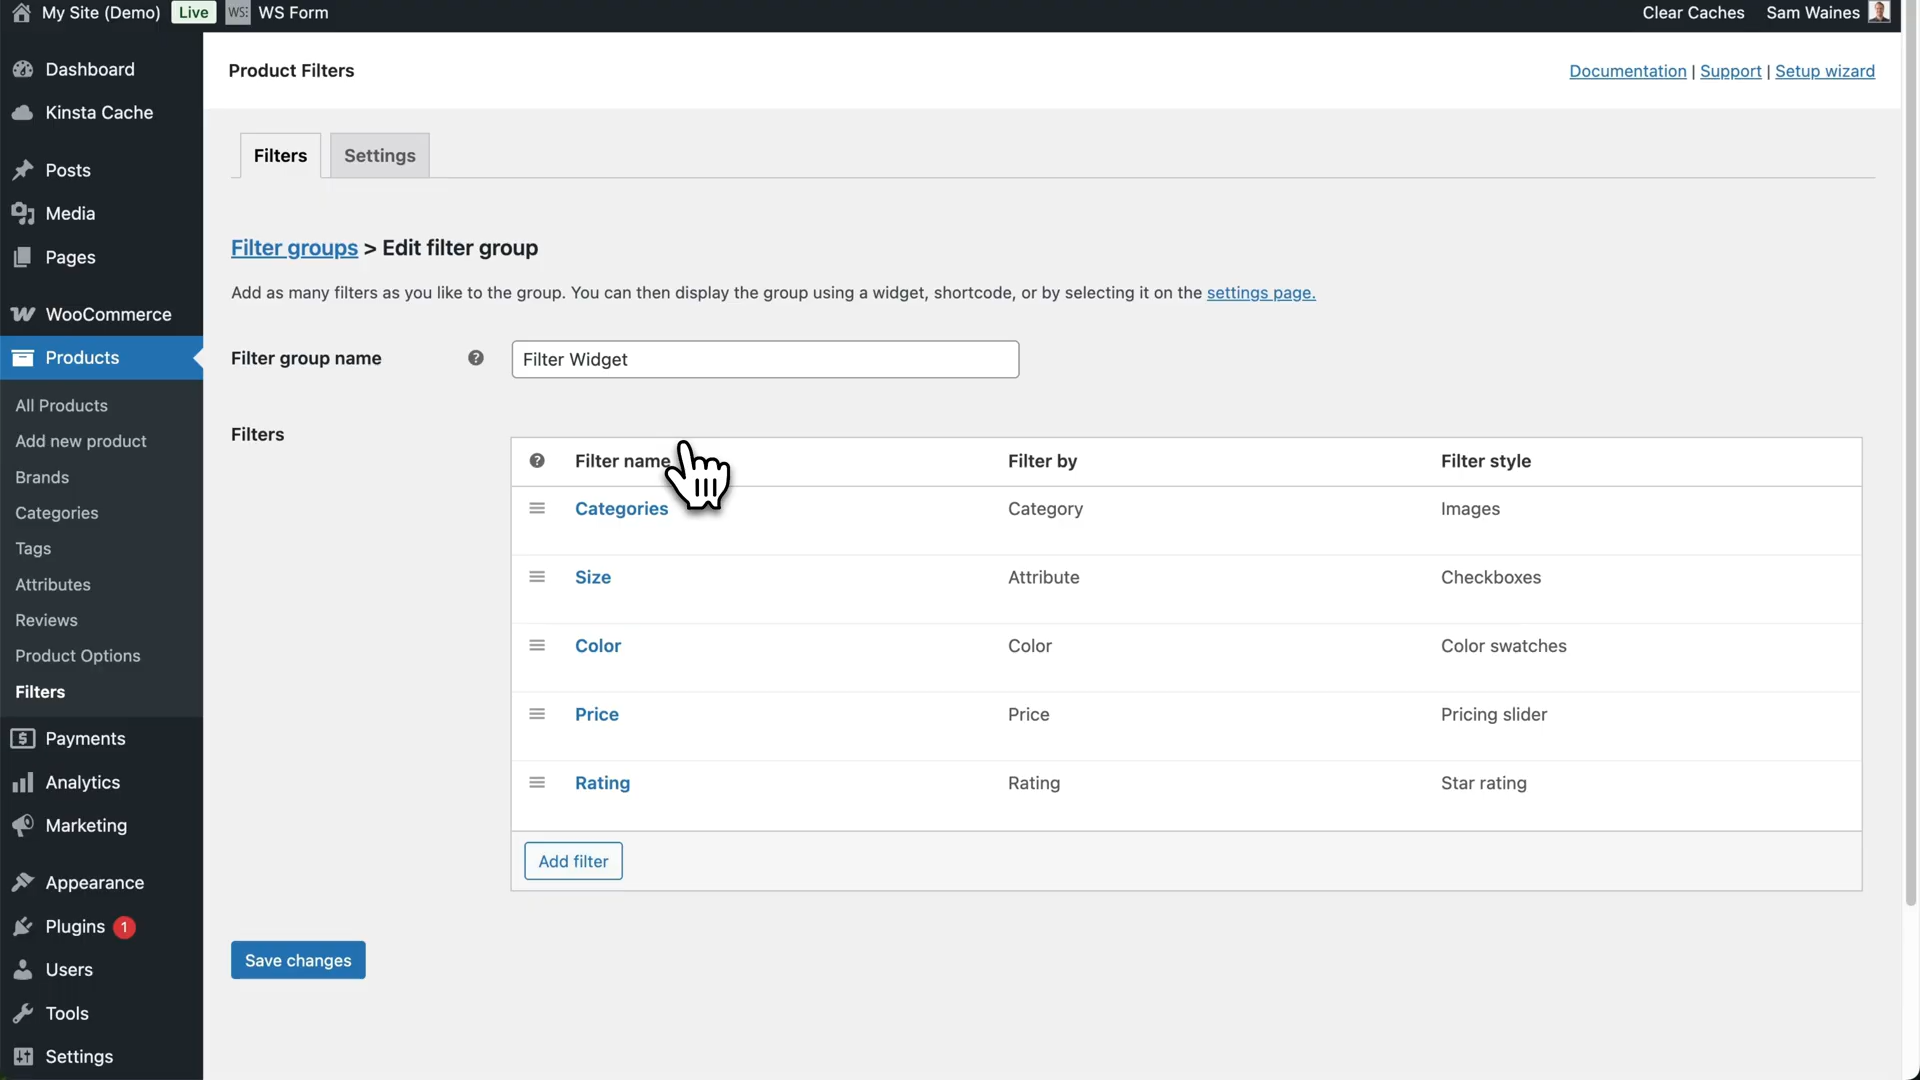 My Site (Demo) Live WS Form
Clear Caches Sam Waines
Dashboard
Kinsta Cache
Posts
Media
Pages
WooCommerce
Products
All Products
Add new product
Brands
Categories
Tags
Attributes
Reviews
Product Options
Filters
Payments
Analytics
Marketing
Appearance
Plugins 1
Users
Tools
Settings
Product Filters
Documentation | Support | Setup wizard
Filters Settings
Filter groups > Edit filter group
Add as many filters as you like to the group. You can then display the group using a widget, shortcode, or by selecting it on the settings page.
Filter group name ? Filter Widget
Filters
? Filter name Filter by Filter style
Categories Category Images
Size Attribute Checkboxes
Color Color Color swatches
Price Price Pricing slider
Rating Rating Star rating
Add filter
Save changes